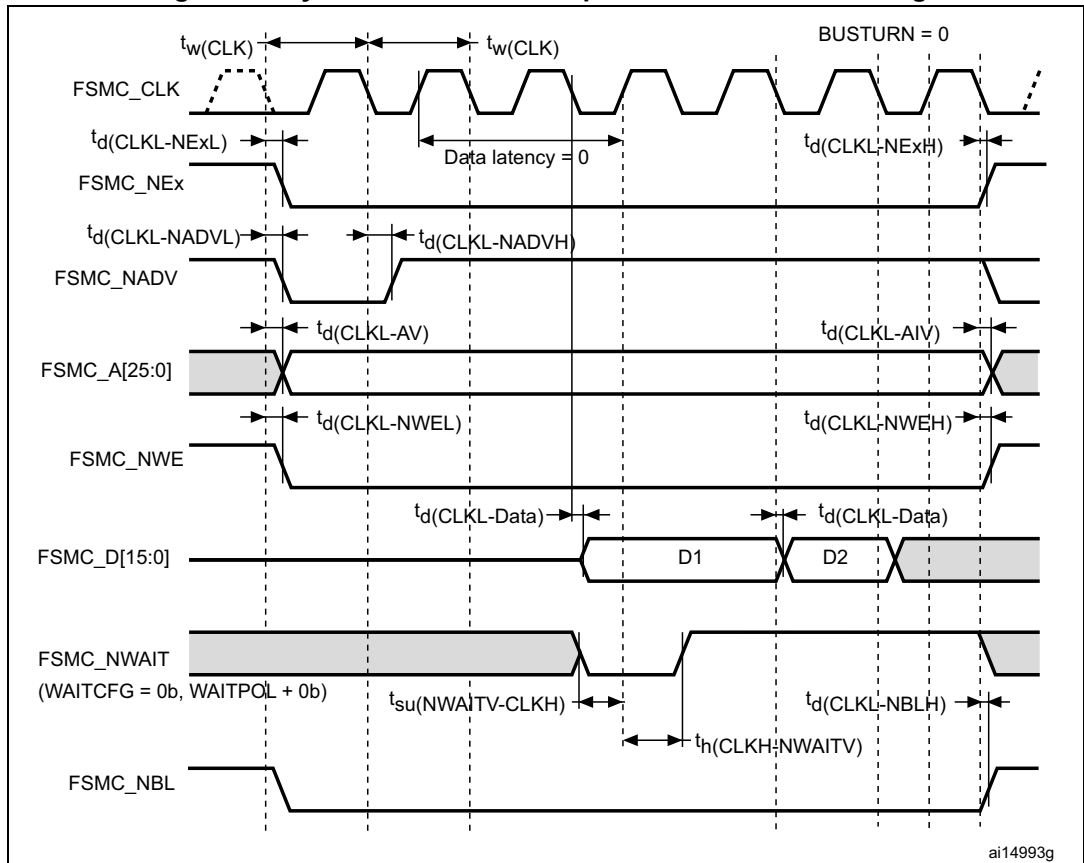 BUSTURN = 0
tw(CLK) tw(CLK)
FSMC_CLK
td(CLKL-NExL) Data latency = 0 td(CLKL-NExH)
FSMC_NEx
td(CLKL-NADVL) td(CLKL-NADVH)
FSMC_NADV
td(CLKL-AV) td(CLKL-AIV)
FSMC_A[25:0]
td(CLKL-NWEL) td(CLKL-NWEH)
FSMC_NWE
td(CLKL-Data) td(CLKL-Data)
FSMC_D[15:0] D1 D2
FSMC_NWAIT
(WAITCFG = 0b, WAITPOL + 0b)
tsu(NWAITV-CLKH) td(CLKL-NBLH)
th(CLKH-NWAITV)
FSMC_NBL
ai14993g